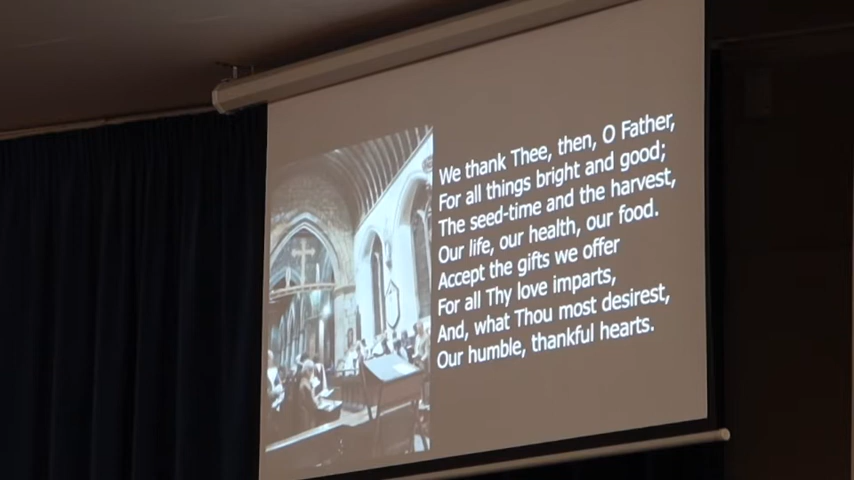 We thank Thee, then, O Father,
For all things bright and good;
The seed-time and the harvest,
Our life, our health, our food.
Accept the gifts we offer
For all Thy love imparts,
And, what Thou most desirest,
Our humble, thankful hearts.